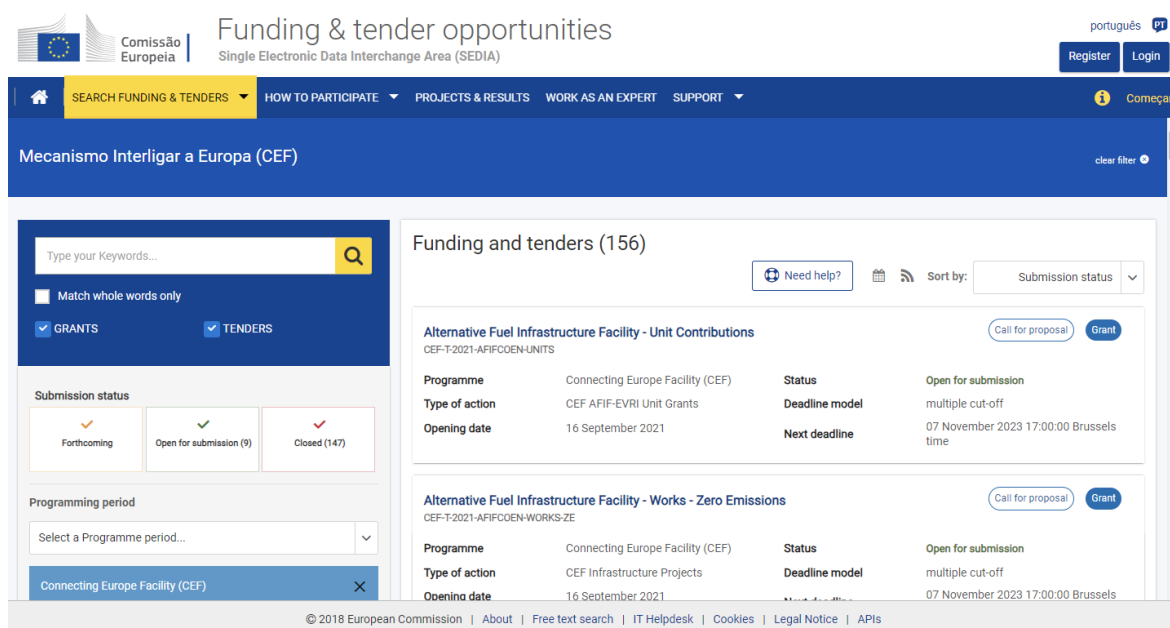 Comissão
Europeia
Funding & tender opportunities
Single Electronic Data Interchange Area (SEDIA)
português PT
Register Login
SEARCH FUNDING & TENDERS HOW TO PARTICIPATE PROJECTS & RESULTS WORK AS AN EXPERT SUPPORT
Mecanismo Interligar a Europa (CEF)
clear filter
Type your Keywords...
Match whole words only
GRANTS TENDERS
Submission status
Forthcoming Open for submission (9) Closed (147)
Programming period
Select a Programme period...
Connecting Europe Facility (CEF)
Funding and tenders (156)
Need help? Sort by: Submission status
Alternative Fuel Infrastructure Facility - Unit Contributions Call for proposal Grant
CEF-T-2021-AFIFCOEN-UNITS
Programme Connecting Europe Facility (CEF) Status Open for submission
Type of action CEF AFIF-EVRI Unit Grants Deadline model multiple cut-off
Opening date 16 September 2021 Next deadline 07 November 2023 17:00:00 Brussels
time
Alternative Fuel Infrastructure Facility - Works - Zero Emissions Call for proposal Grant
CEF-T-2021-AFIFCOEN-WORKS-ZE
Programme Connecting Europe Facility (CEF) Status Open for submission
Type of action CEF Infrastructure Projects Deadline model multiple cut-off
Opening date 16 September 2021 07 November 2023 17:00:00 Brussels
© 2018 European Commission | About | Free text search | IT Helpdesk | Cookies | Legal Notice | APIs